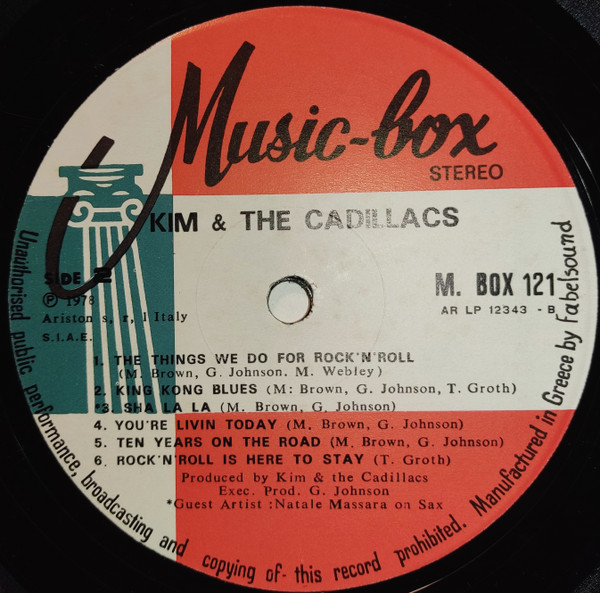 Music-box
STEREO
KIM & THE CADILLACS
SIDE 2
℗ 1978
Ariston s, r, l Italy
S.I.A.E.
M. BOX 121
AR LP 12343 - B
1. THE THINGS WE DO FOR ROCK'N'ROLL
(M. Brown, G. Johnson. M. Webley)
2. KING KONG BLUES (M: Brown, G. Johnson, T. Groth)
*3. SHA LA LA (M. Brown, G. Johnson)
4. YOU'RE LIVIN TODAY (M. Brown, G. Johnson)
5. TEN YEARS ON THE ROAD (M. Brown, G. Johnson)
6. ROCK'N'ROLL IS HERE TO STAY (T. Groth)
Produced by Kim & the Cadillacs
Exec. Prod. G. Johnson
*Guest Artist :Natale Massara on Sax
Unauthorised public performance, broadcasting and copying of- this record prohibited. Manufactured in Greece by Fabelsound